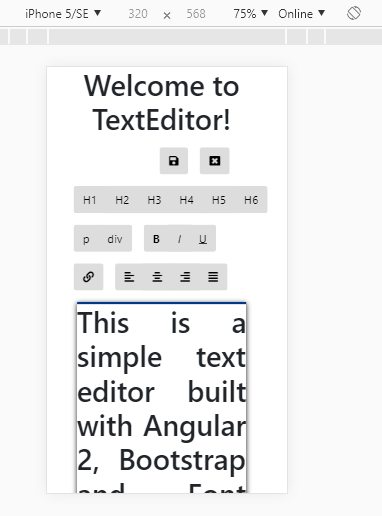 iPhone 5/SE ▼ 320 × 568 75% ▼ Online ▼
Welcome to
TextEditor!
H1 H2 H3 H4 H5 H6
p div B I U
This is a
simple text
editor built
with Angular
2, Bootstrap
and Font